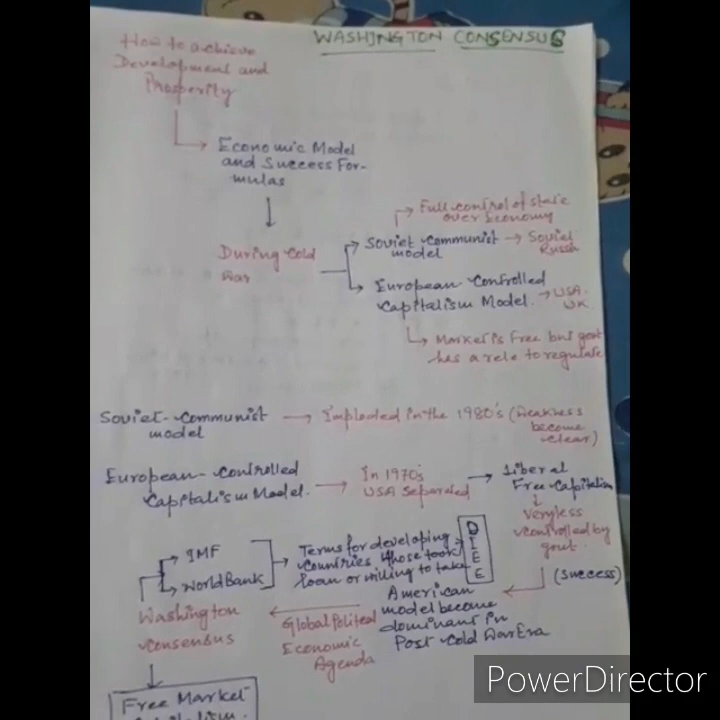 WASHINGTON CONSENSUS
How to achieve
Development and
Prosperity
Economic Model
and Success For-
mulas
During Cold
War
Full control of state
over Economy
Soviet Communist
model
Soviet
Russia
European Controlled
Capitalism Model.
USA.
UK
Market is Free but govt
has a role to regulate
Soviet-Communist
model
Imploded in the 1980's (Weakness
become
clear)
European-Controlled
Capitalism Model.
In 1970's
USA Separated
Liberal
Free-Capitalism
Very less
controlled by
govt.
(Success)
IMF
World Bank
Terms for developing
countries those took
loan or willing to take
D
I
E
E
American
model become
dominant in
Post Cold War Era
Global Political
Economic
Agenda
Washington
consensus
Free Market
PowerDirector